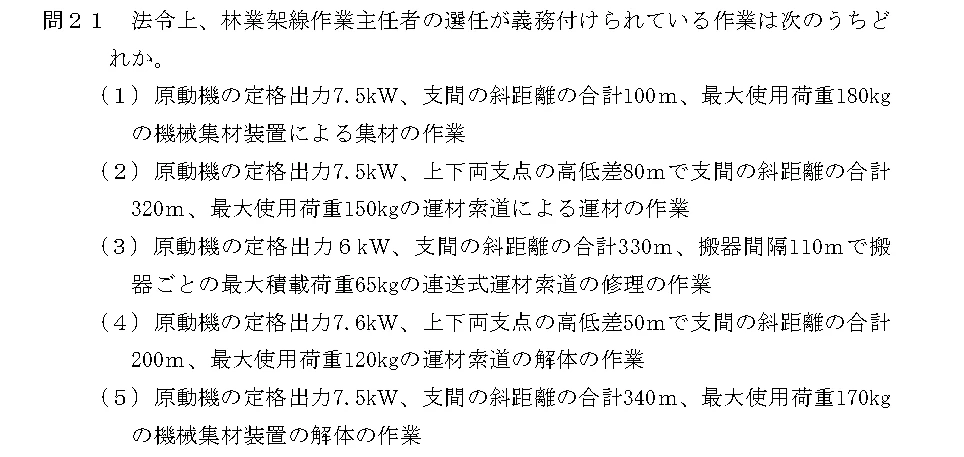 問２１　法令上、林業架線作業主任者の選任が義務付けられている作業は次のうちど
れか。
（１）原動機の定格出力7.5kW、支間の斜距離の合計100ｍ、最大使用荷重180kg
の機械集材装置による集材の作業
（２）原動機の定格出力7.5kW、上下両支点の高低差80ｍで支間の斜距離の合計
320ｍ、最大使用荷重150kgの運材索道による運材の作業
（３）原動機の定格出力６kW、支間の斜距離の合計330ｍ、搬器間隔110ｍで搬
器ごとの最大積載荷重65kgの連送式運材索道の修理の作業
（４）原動機の定格出力7.6kW、上下両支点の高低差50ｍで支間の斜距離の合計
200ｍ、最大使用荷重120kgの運材索道の解体の作業
（５）原動機の定格出力7.5kW、支間の斜距離の合計340ｍ、最大使用荷重170kg
の機械集材装置の解体の作業